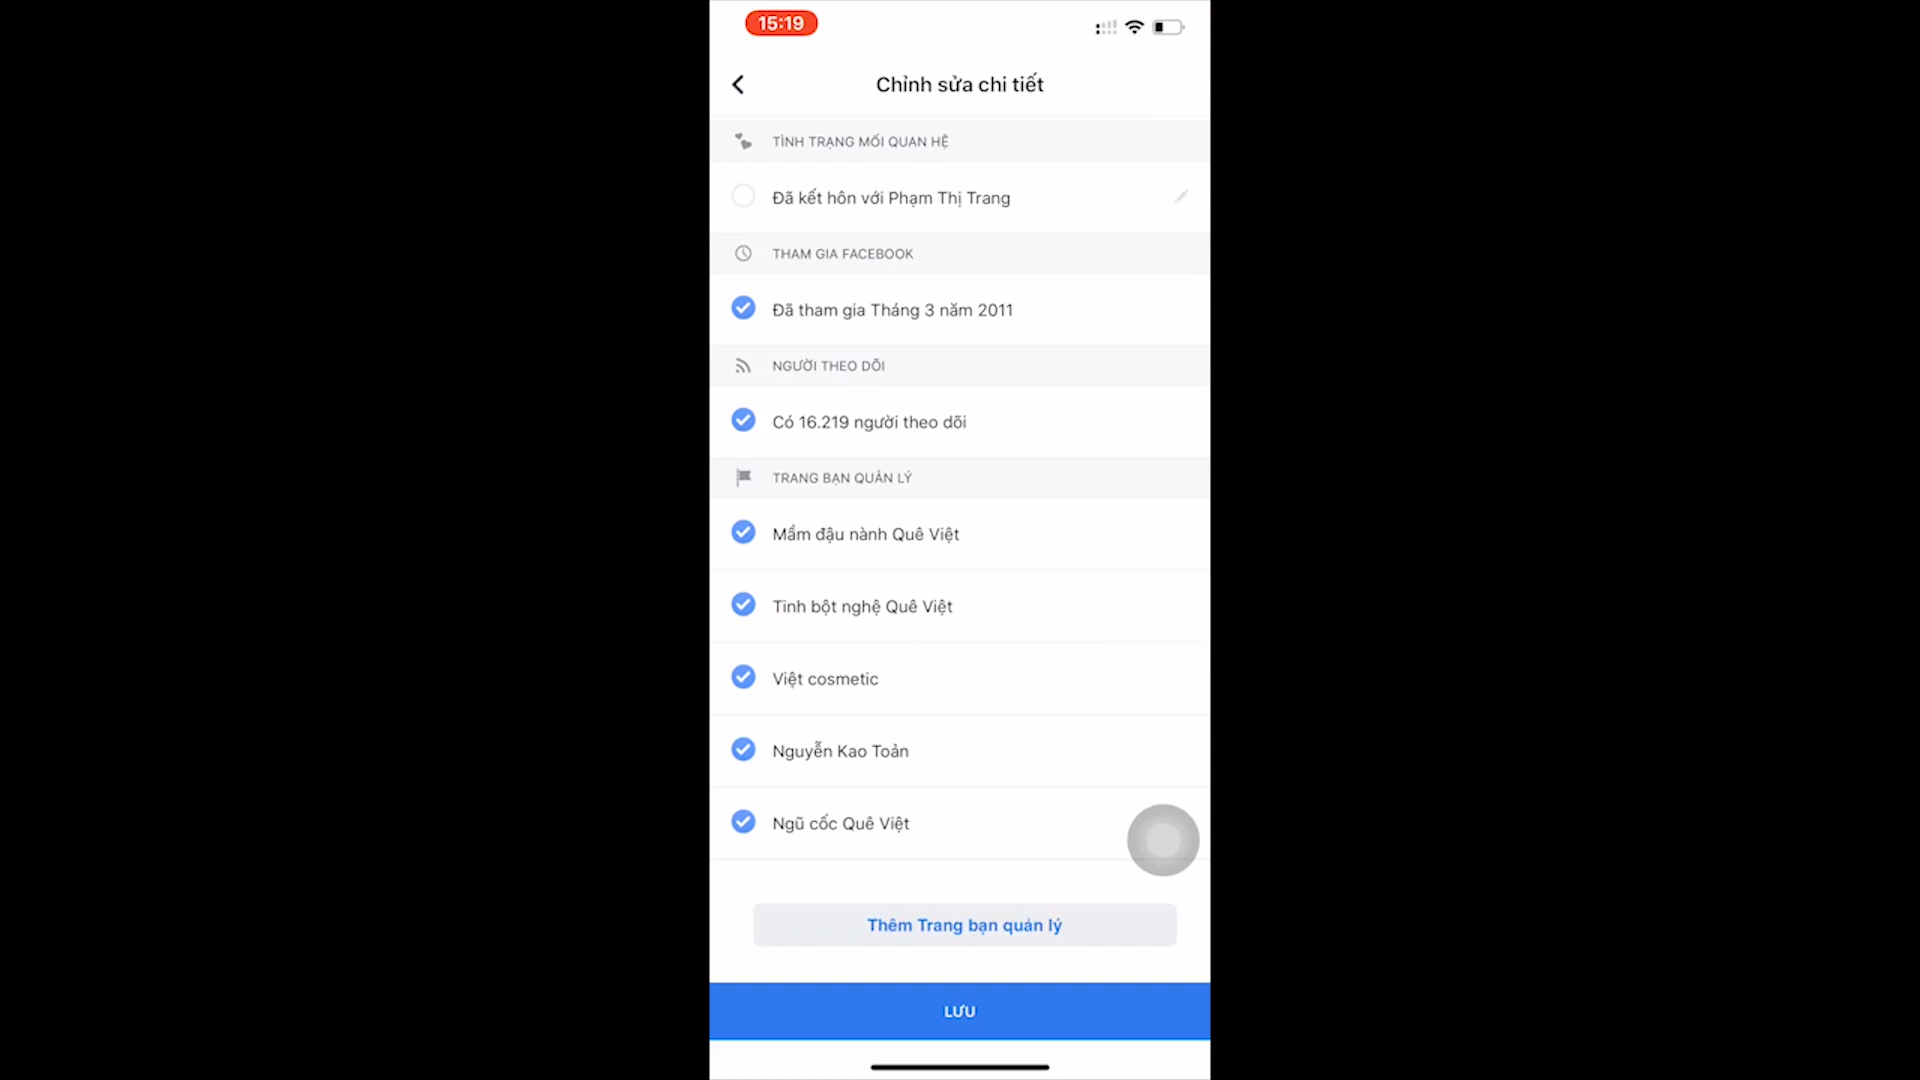 15:19
Chỉnh sửa chi tiết
TÌNH TRẠNG MỐI QUAN HỆ
Đã kết hôn với Phạm Thị Trang
THAM GIA FACEBOOK
Đã tham gia Tháng 3 năm 2011
NGƯỜI THEO DÕI
Có 16.219 người theo dõi
TRANG BẠN QUẢN LÝ
Mầm đậu nành Quê Việt
Tinh bột nghệ Quê Việt
Việt cosmetic
Nguyễn Kao Toản
Ngũ cốc Quê Việt
Thêm Trang bạn quản lý
LƯU